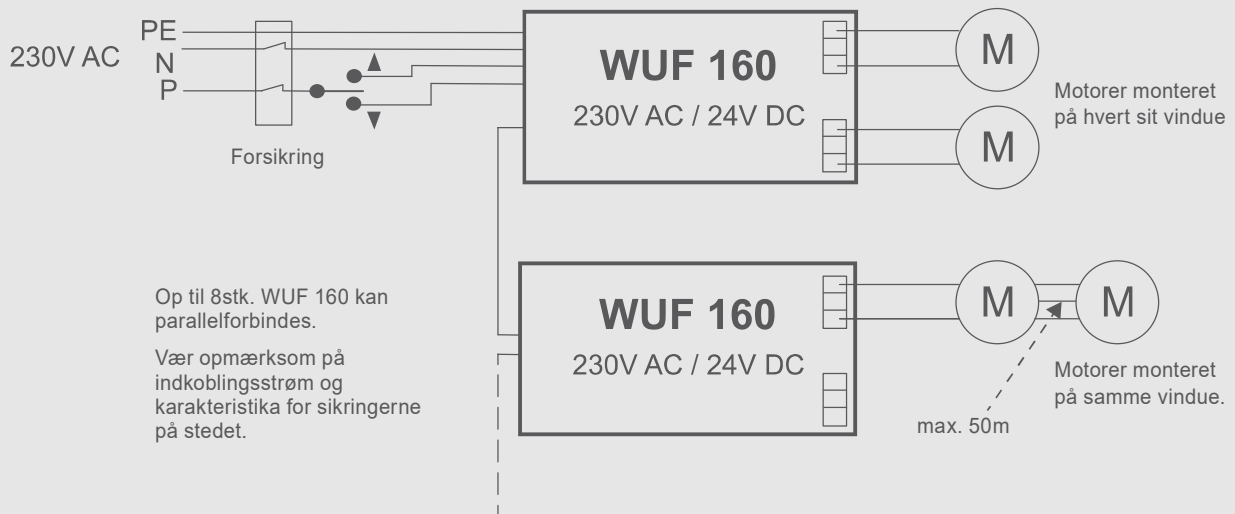 PE
230V AC
N
P
Forsikring
WUF 160
230V AC / 24V DC
M
M
Motorer monteret
på hvert sit vindue
Op til 8stk. WUF 160 kan
parallelforbindes.
Vær opmærksom på
indkoblingsstrøm og
karakteristika for sikringerne
på stedet.
WUF 160
230V AC / 24V DC
M
M
Motorer monteret
på samme vindue.
max. 50m